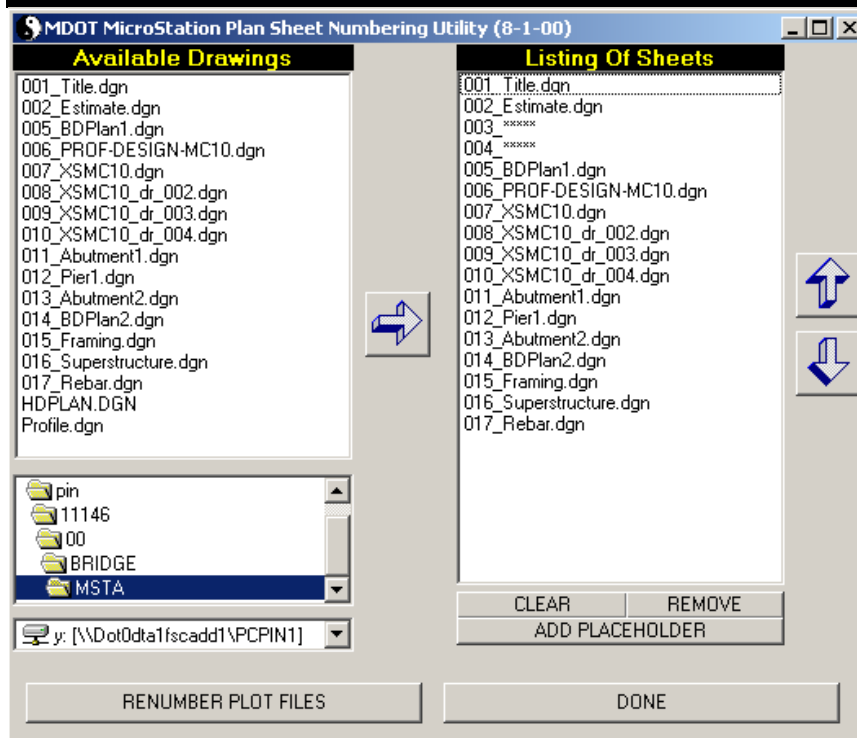 MDOT MicroStation Plan Sheet Numbering Utility (8-1-00)
Available Drawings
001_Title.dgn
002_Estimate.dgn
005_BDPlan1.dgn
006_PROF-DESIGN-MC10.dgn
007_XSMC10.dgn
008_XSMC10_dr_002.dgn
009_XSMC10_dr_003.dgn
010_XSMC10_dr_004.dgn
011_Abutment1.dgn
012_Pier1.dgn
013_Abutment2.dgn
014_BDPlan2.dgn
015_Framing.dgn
016_Superstructure.dgn
017_Rebar.dgn
HDPLAN.DGN
Profile.dgn
pin
11146
00
BRIDGE
MSTA
y: [\\Dot0dta1fscadd1\PCPIN1]
Listing Of Sheets
001_Title.dgn
002_Estimate.dgn
003_*****
004_*****
005_BDPlan1.dgn
006_PROF-DESIGN-MC10.dgn
007_XSMC10.dgn
008_XSMC10_dr_002.dgn
009_XSMC10_dr_003.dgn
010_XSMC10_dr_004.dgn
011_Abutment1.dgn
012_Pier1.dgn
013_Abutment2.dgn
014_BDPlan2.dgn
015_Framing.dgn
016_Superstructure.dgn
017_Rebar.dgn
CLEAR REMOVE
ADD PLACEHOLDER
RENUMBER PLOT FILES DONE